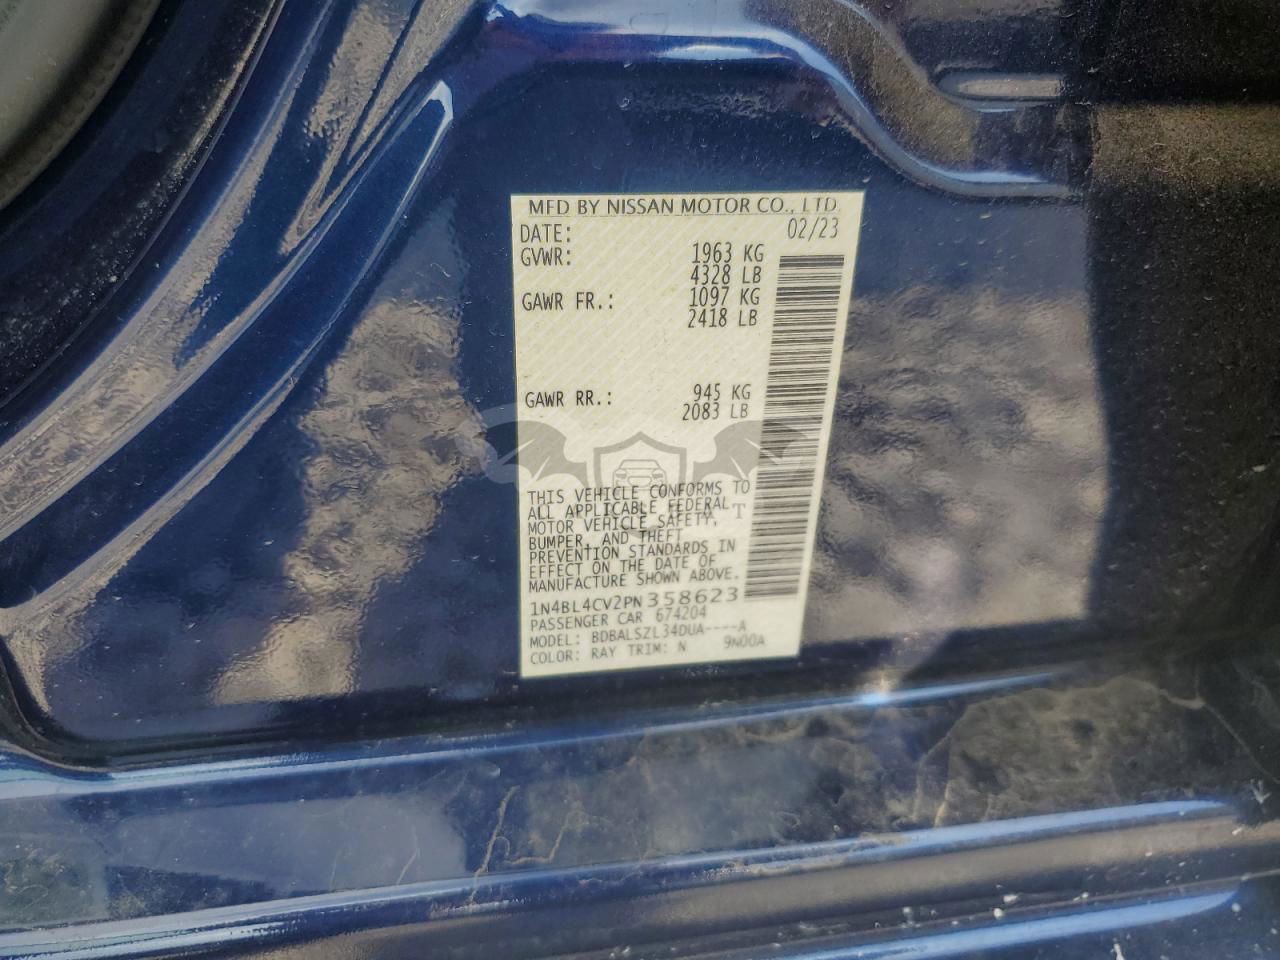 MFD BY NISSAN MOTOR CO., LTD.
DATE: 02/23
GVWR: 1963 KG
4328 LB
GAWR FR.: 1097 KG
2418 LB
GAWR RR.: 945 KG
2083 LB
THIS VEHICLE CONFORMS TO
ALL APPLICABLE FEDERAL
MOTOR VEHICLE SAFETY,
BUMPER, AND THEFT
PREVENTION STANDARDS IN
EFFECT ON THE DATE OF
MANUFACTURE SHOWN ABOVE.
1N4BL4CV2PN358623
PASSENGER CAR 674204
MODEL: BDBALSZL34DUA----A
COLOR: RAY TRIM: N 9N00A